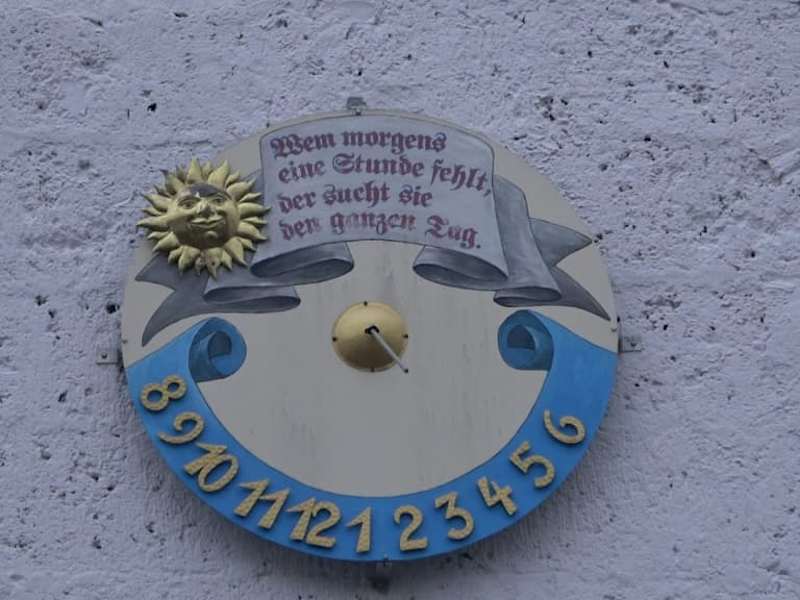 Wem morgens
eine Stunde fehlt,
der sucht sie
den ganzen Tag.
8 9 10 11 12 1 2 3 4 5 6